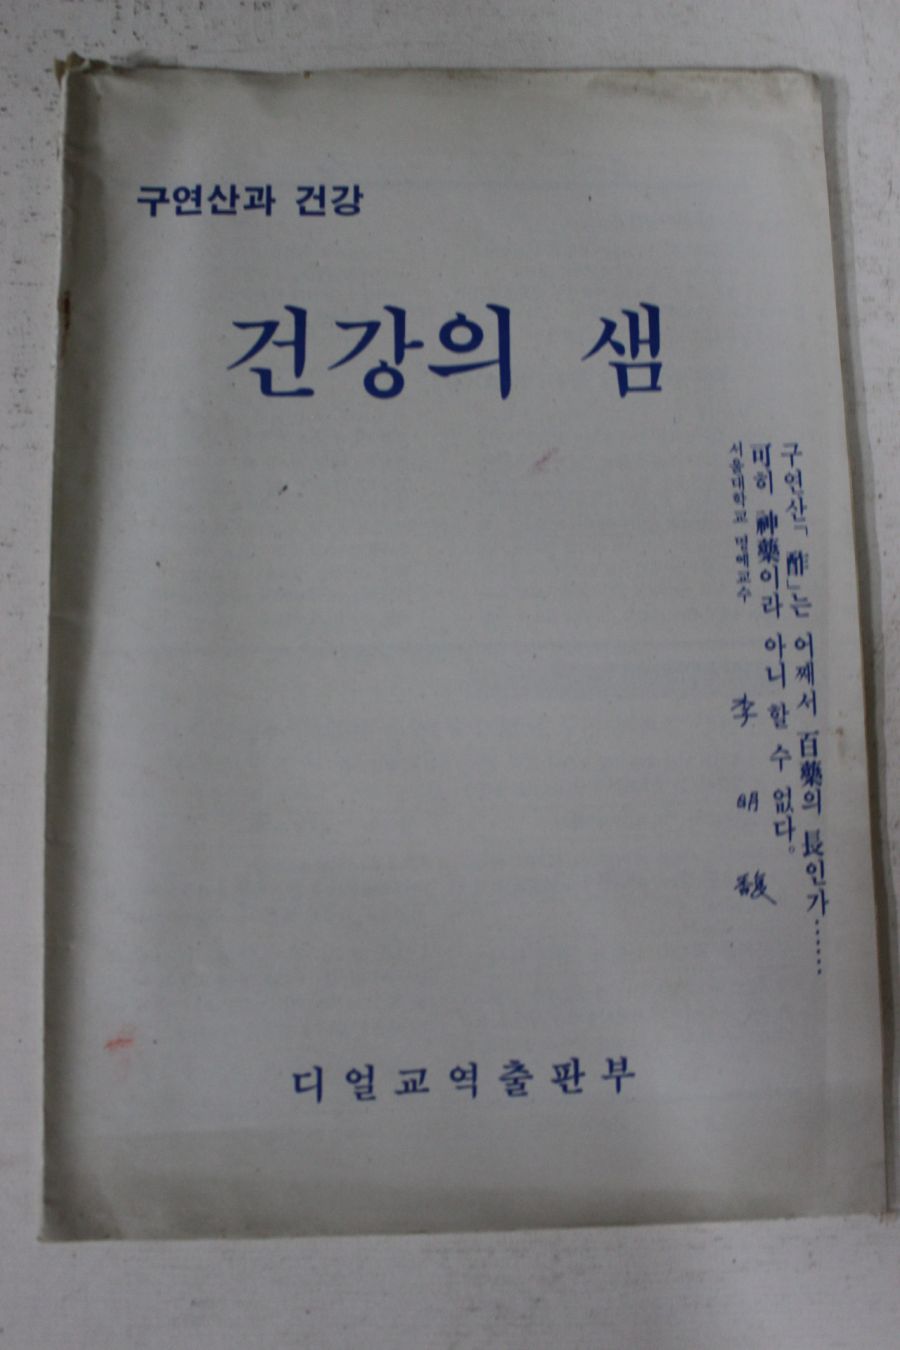 구연산과 건강
건강의 샘
구연산「酢」는 어째서 百藥의 長인가……
可히 「神藥이라 아니 할 수 없다。
서울대학교 명예교수 李 明 馥
디얼교역출판부